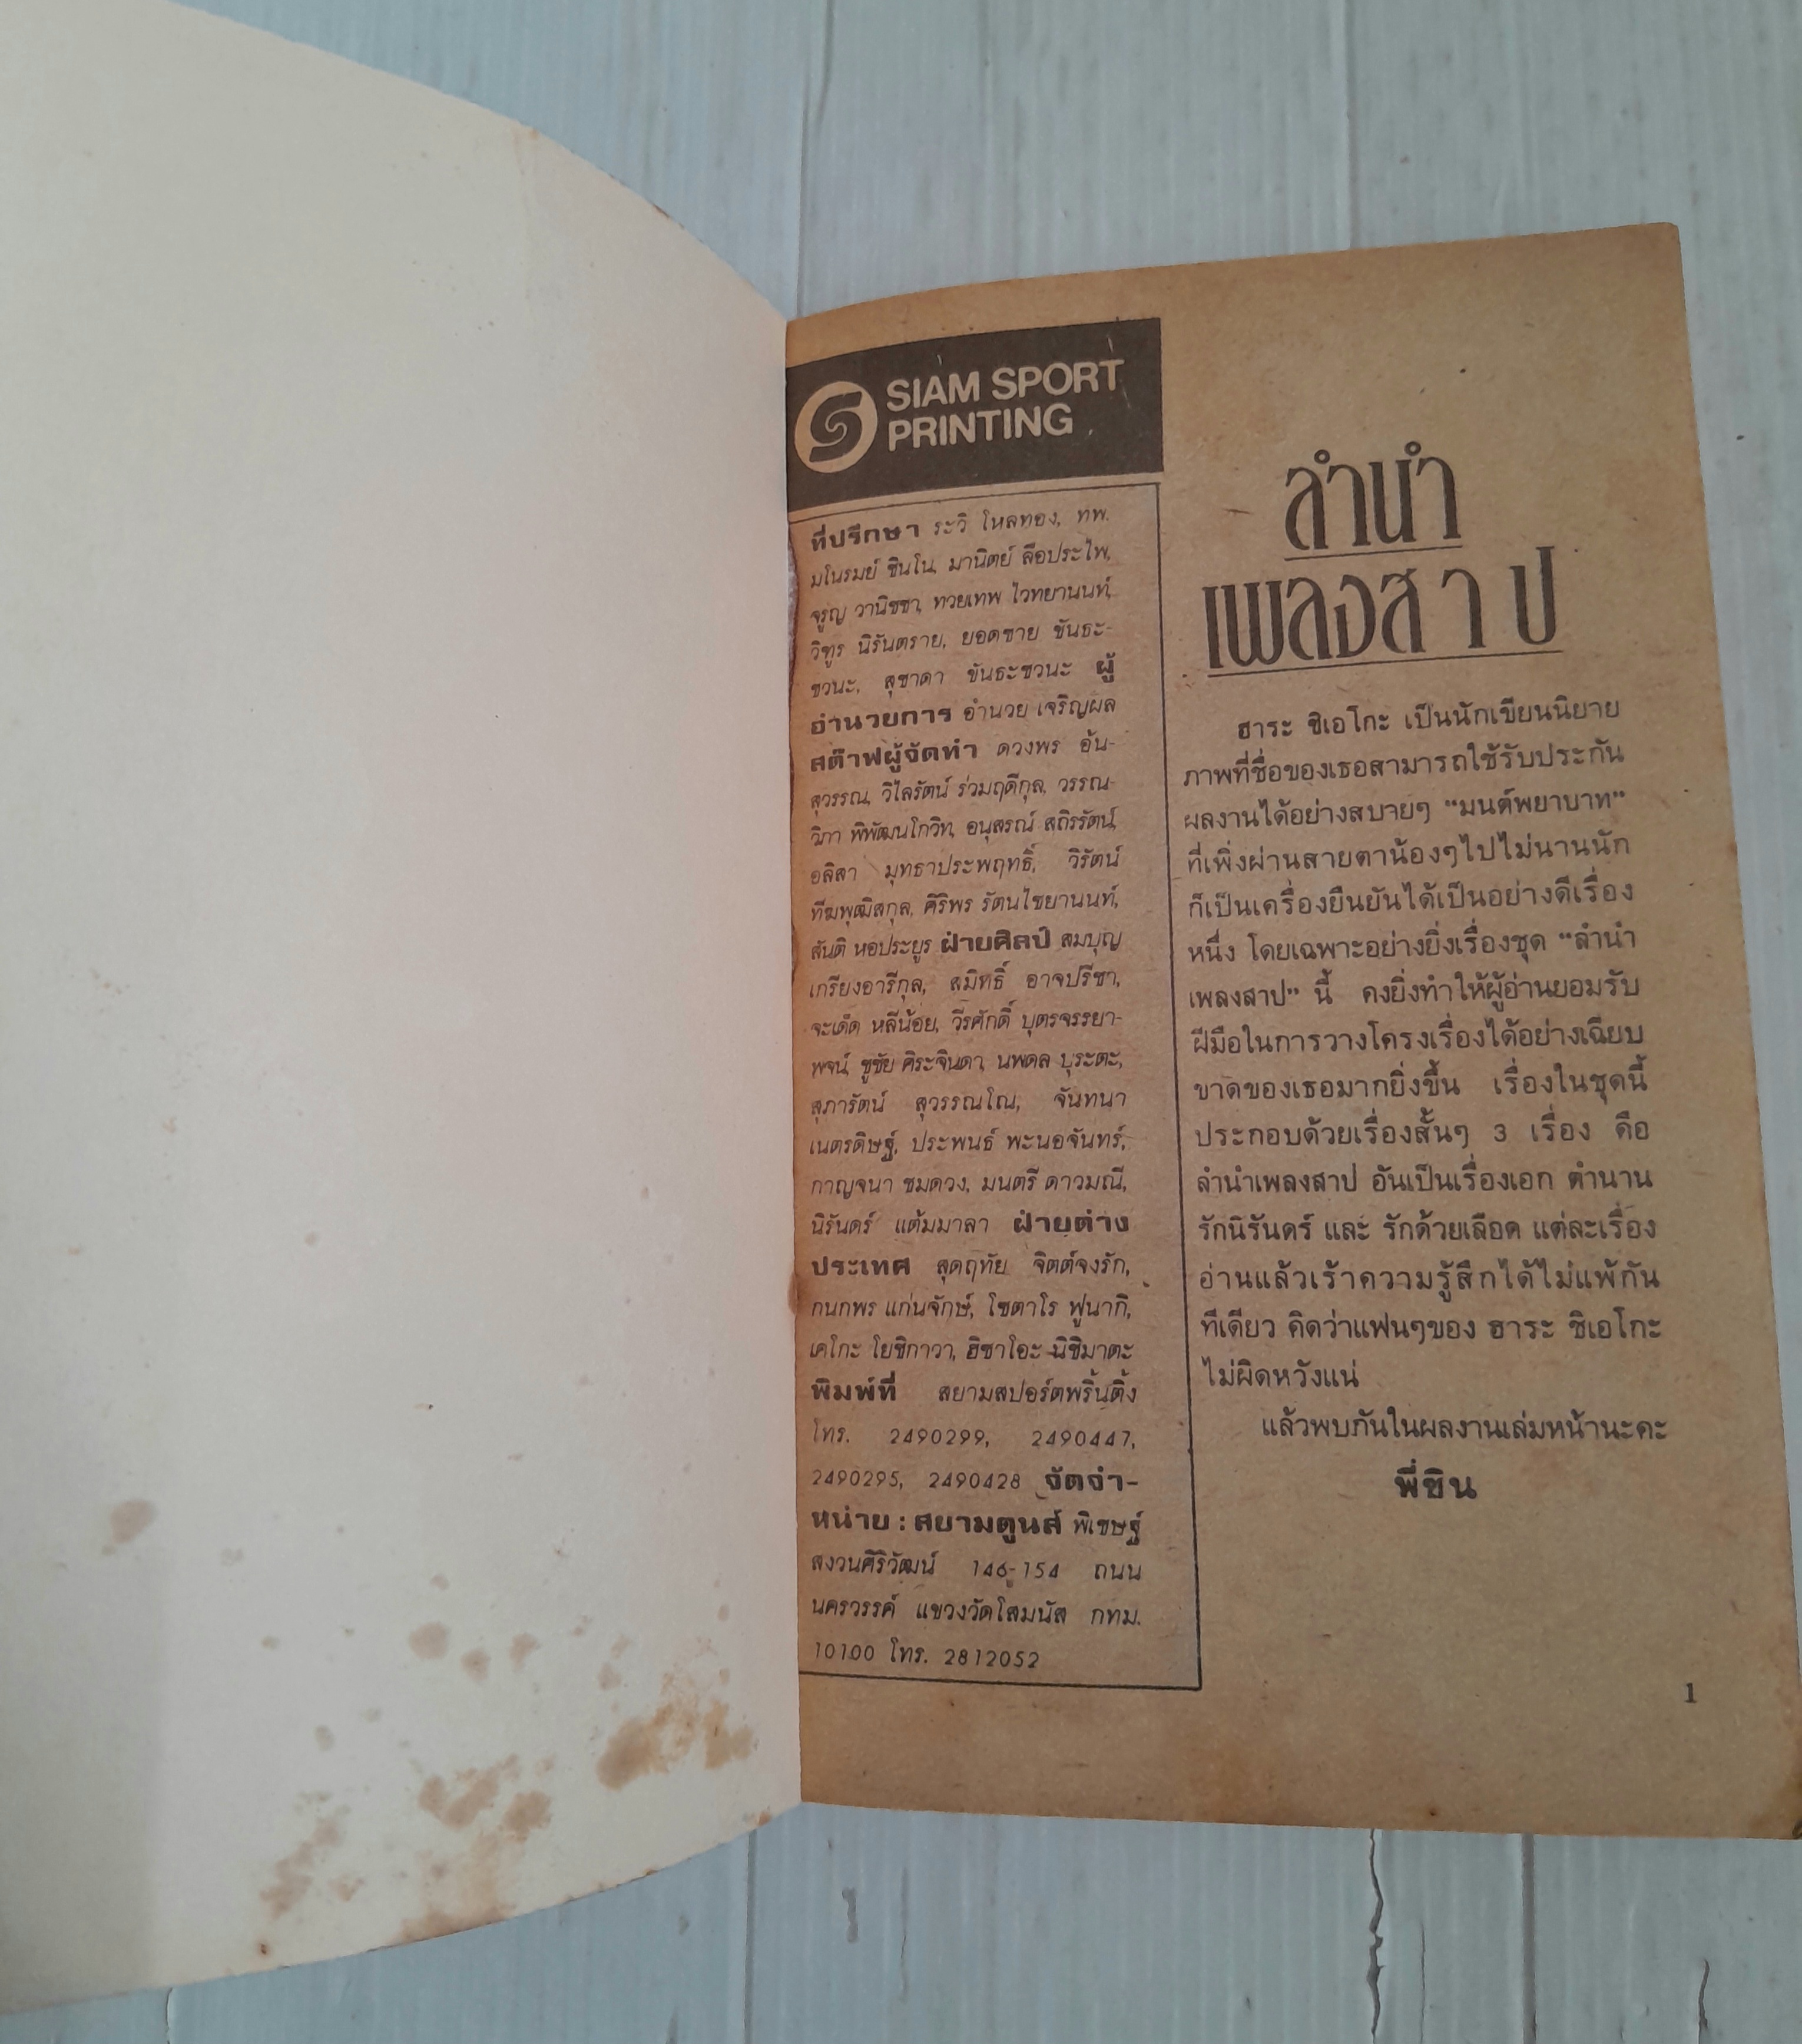 SIAM SPORT
PRINTING
ที่ปรึกษา ระวิ โหลทอง, ทพ.
มโนรมย์ ชินโน, มานิตย์ ลือประไพ,
จรูญ วานิชชา, ทวยเทพ ไวทยานนท์,
วิฑูร นิรันตราย, ยอดชาย ขันธะ-
ชวนะ, สุชาดา ขันธะชวนะ ผู้
อำนวยการ อำนวย เจริญผล
สต๊าฟผู้จัดทำ ดวงพร อ้น-
สุวรรณ, วิไลรัตน์ ร่วมฤดีกุล, วรรณ-
วิภา พิพัฒนโกวิท, อนุสรณ์ สถิรรัตน์,
อลิสา มุทธาประพฤทธิ์, วิรัตน์
ทีฆพุฒิสกุล, ศิริพร รัตนไชยานนท์,
สันติ หอประยูร ฝ่ายศิลป์ สมบุญ
เกรียงอารีกุล, สมิทธิ์ อาจปรีชา,
จะเด็ด หลีน้อย, วีรศักดิ์ บุตรจรรยา-
พจน์, ชูชัย ศิระจินดา, นพดล บุระตะ,
สุภารัตน์ สุวรรณโณ, จันทนา
เนตรดิษฐ์, ประพนธ์ พะนอจันทร์,
กาญจนา ชมดวง, มนตรี ดาวมณี,
นิรันดร์ แต้มมาลา ฝ่ายต่าง
ประเทศ สุดฤทัย จิตต์จงรัก,
กนกพร แก่นจักษ์, โชตาโร ฟูนากิ,
เคโกะ โยชิกาวา, ฮิซาโอะ นิชิมาตะ
พิมพ์ที่ สยามสปอร์ตพริ้นติ้ง
โทร. 2490299, 2490447,
2490295, 2490428 จัดจำ-
หน่าย : สยามตูนส์ พิเชษฐ์
สงวนศิริวัฒน์ 146-154 ถนน
นครวรรค์ แขวงวัดโสมนัส กทม.
10100 โทร. 2812052
ลำนำ
เพลงสาป
ฮาระ ชิเอโกะ เป็นนักเขียนนิยาย
ภาพที่ชื่อของเธอสามารถใช้รับประกัน
ผลงานได้อย่างสบายๆ “มนต์พยาบาท”
ที่เพิ่งผ่านสายตาน้องๆไปไม่นานนัก
ก็เป็นเครื่องยืนยันได้เป็นอย่างดีเรื่อง
หนึ่ง โดยเฉพาะอย่างยิ่งเรื่องชุด “ลำนำ
เพลงสาป” นี้ คงยิ่งทำให้ผู้อ่านยอมรับ
ฝีมือในการวางโครงเรื่องได้อย่างเฉียบ
ขาดของเธอมากยิ่งขึ้น เรื่องในชุดนี้
ประกอบด้วยเรื่องสั้นๆ 3 เรื่อง คือ
ลำนำเพลงสาป อันเป็นเรื่องเอก ตำนาน
รักนิรันดร์ และ รักด้วยเลือด แต่ละเรื่อง
อ่านแล้วเร้าความรู้สึกได้ไม่แพ้กัน
ทีเดียว คิดว่าแฟนๆของ ฮาระ ชิเอโกะ
ไม่ผิดหวังแน่
แล้วพบกันในผลงานเล่มหน้านะคะ
พี่ชิน
1